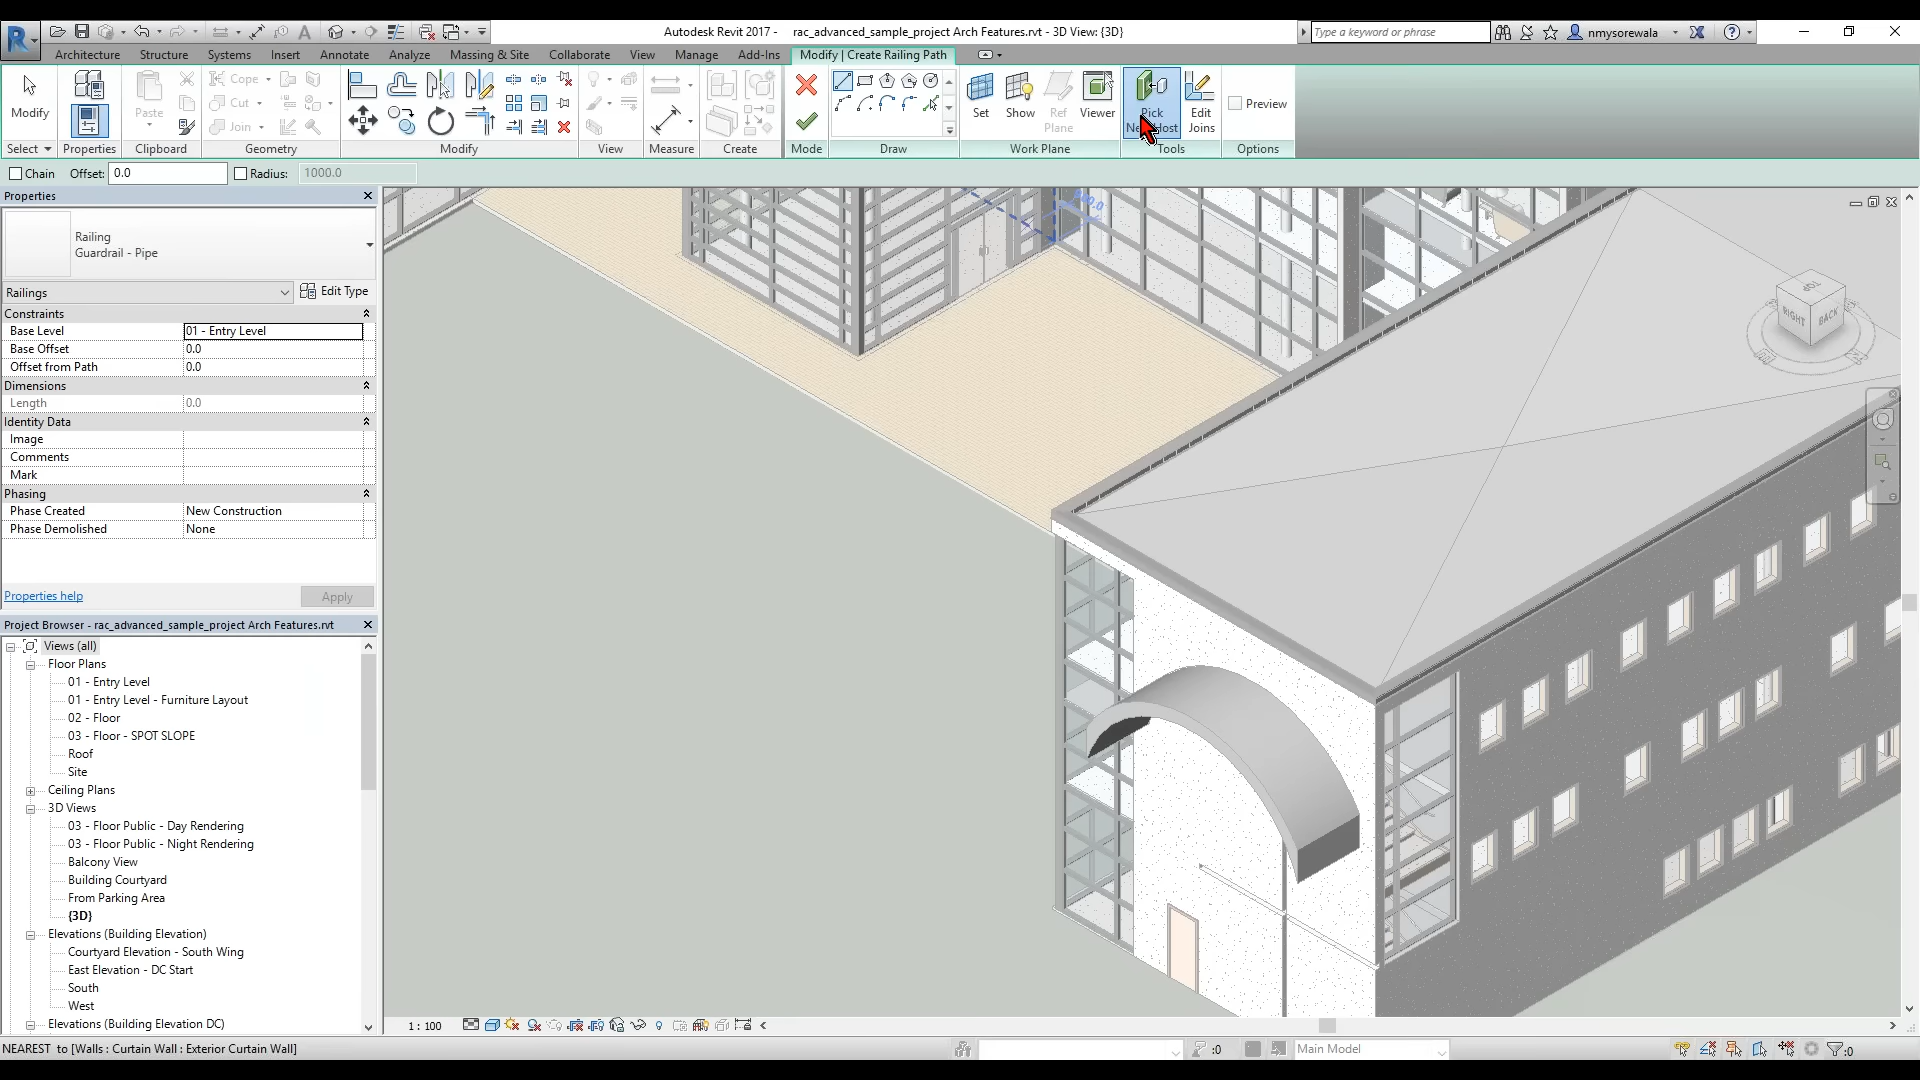 Autodesk Revit 2017 - rac_advanced_sample_project Arch Features.rvt - 3D View: {3D}
Type a keyword or phrase
nmysorewala
Architecture Structure Systems Insert Annotate Analyze Massing & Site Collaborate View Manage Add-Ins Modify | Create Railing Path
Modify
Paste
Cope
Cut
Join
Set
Show
Ref Plane
Viewer
Pick
Edit Joins
Preview
Select Properties Clipboard Geometry Modify View Measure Create Mode Draw Work Plane Tools Options
Chain Offset: 0.0 Radius: 1000.0
Properties
Railing
Guardrail - Pipe
Railings Edit Type
Constraints
Base Level 01 - Entry Level
Base Offset 0.0
Offset from Path 0.0
Dimensions
Length 0.0
Identity Data
Image
Comments
Mark
Phasing
Phase Created New Construction
Phase Demolished None
Properties help Apply
Project Browser - rac_advanced_sample_project Arch Features.rvt
Views (all)
Floor Plans
01 - Entry Level
01 - Entry Level - Furniture Layout
02 - Floor
03 - Floor - SPOT SLOPE
Roof
Site
Ceiling Plans
3D Views
03 - Floor Public - Day Rendering
03 - Floor Public - Night Rendering
Balcony View
Building Courtyard
From Parking Area
{3D}
Elevations (Building Elevation)
Courtyard Elevation - South Wing
East Elevation - DC Start
South
West
Elevations (Building Elevation DC)
TOP
RIGHT BACK
1 : 100
NEAREST to [Walls : Curtain Wall : Exterior Curtain Wall]
:0
Main Model
:0